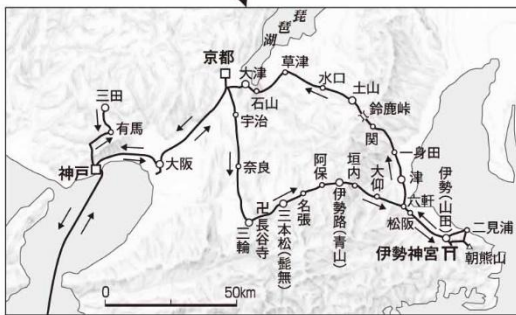 琵琶湖
京都
大津
石山
草津
水口
土山
鈴鹿峠
関
身田
津
六軒
松阪
伊勢(山田)
二見浦
朝熊山
伊勢神宮
三田
有馬
神戸
大阪
宇治
奈良
三輪
卍長谷寺
三本松(髭無)
名張
阿保
伊勢路(青山)
垣内
大仰
0
50km